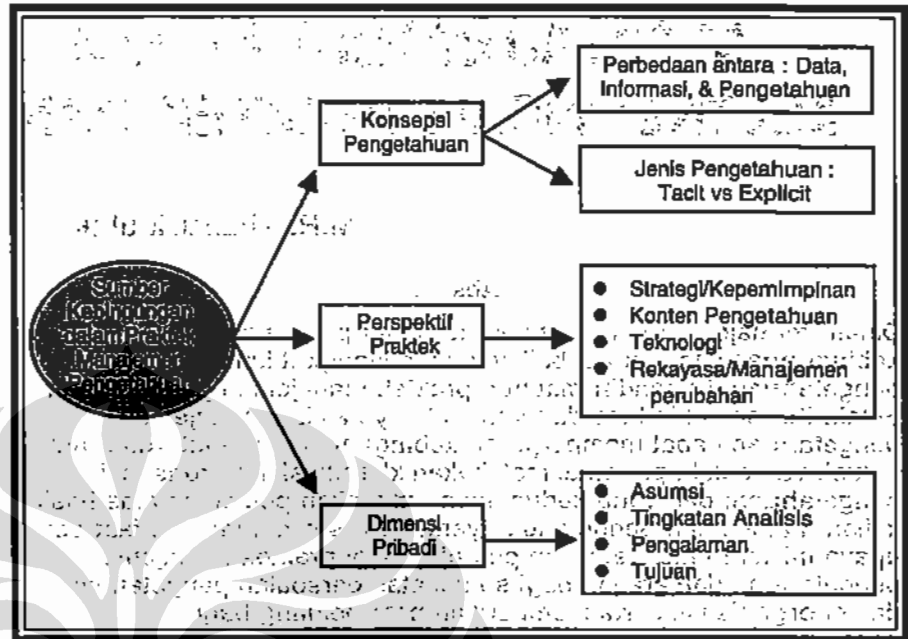 Perbedaan antara : Data,
Informasi, & Pengetahuan
Konsepsi
Pengetahuan
Jenis Pengetahuan :
Tacit vs Explicit
Sumber
Kebingungan
dalam Praktek
Manajemen
Pengetahuan
Perspektif
Praktek
● Strategi/Kepemimpinan
● Konten Pengetahuan
● Teknologi
● Rekayasa/Manajemen
perubahan
Dimensi
Pribadi
● Asumsi
● Tingkatan Analisis
● Pengalaman
● Tujuan